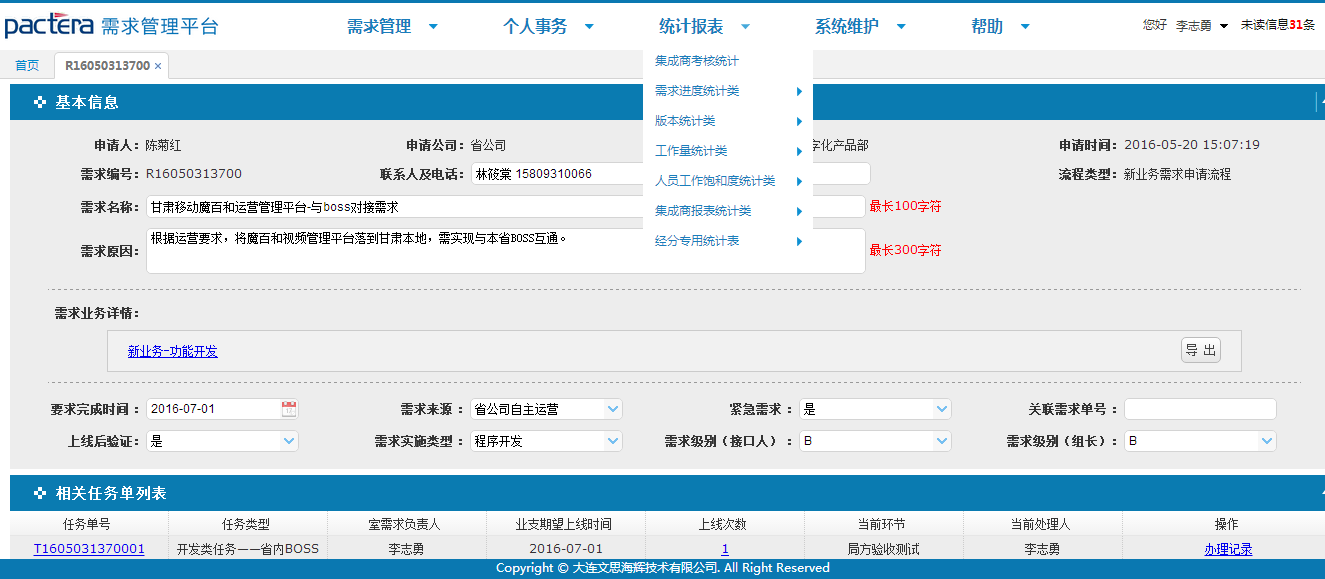 pactera 需求管理平台 需求管理 个人事务 统计报表 系统维护 帮助 您好 李志勇 未读信息31条
首页 R16050313700 ×
集成商考核统计
需求进度统计类
版本统计类
工作量统计类
人员工作饱和度统计类
集成商报表统计类
经分专用统计表
基本信息
申请人： 陈菊红 申请公司： 省公司 字化产品部 申请时间： 2016-05-20 15:07:19
需求编号： R16050313700 联系人及电话： 林筱棠 15809310066 流程类型： 新业务需求申请流程
需求名称： 甘肃移动魔百和运营管理平台-与boss对接需求 最长100字符
需求原因： 根据运营要求，将魔百和视频管理平台落到甘肃本地，需实现与本省BOSS互通。 最长300字符
需求业务详情：
新业务-功能开发 导 出
要求完成时间： 2016-07-01 需求来源： 省公司自主运营 紧急需求： 是 关联需求单号：
上线后验证： 是 需求实施类型： 程序开发 需求级别（接口人）： B 需求级别（组长）： B
相关任务单列表
任务单号 任务类型 室需求负责人 业支期望上线时间 上线次数 当前环节 当前处理人 操作
T1605031370001 开发类任务——省内BOSS 李志勇 2016-07-01 1 局方验收测试 李志勇 办理记录
Copyright © 大连文思海辉技术有限公司. All Right Reserved